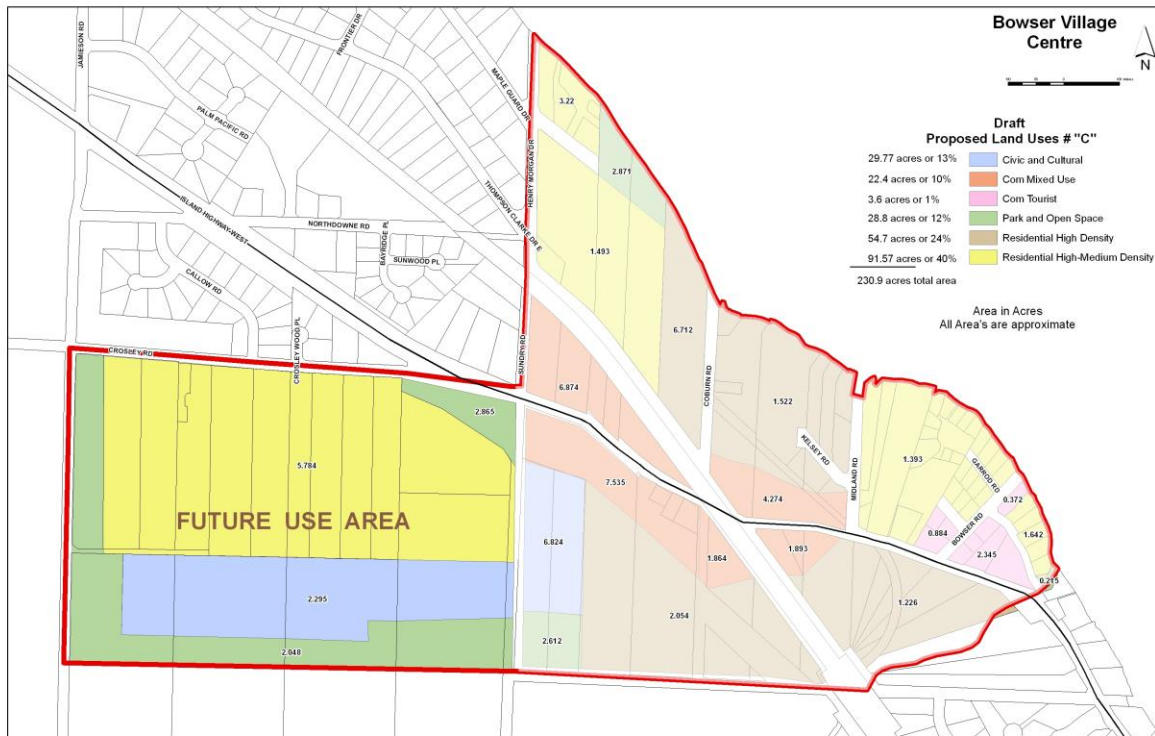 Bowser Village
Centre
N
Draft
Proposed Land Uses # "C"
29.77 acres or 13% Civic and Cultural
22.4 acres or 10% Com Mixed Use
3.6 acres or 1% Com Tourist
28.8 acres or 12% Park and Open Space
54.7 acres or 24% Residential High Density
91.57 acres or 40% Residential High-Medium Density
230.9 acres total area
Area in Acres
All Area's are approximate
JAMIESON RD
FRONTIER DR
MAPLE GUARD DR
PALM PACIFIC RD
HENRY MORGAN DR
THOMPSON CLARKE DR E
ISLAND HIGHWAY-WEST
NORTHDOWNE RD
BAYRIDGE PL
SUNWOOD PL
CALLOW RD
CROSLEY WOOD PL
CROSLEY RD
SUNDRY RD
COBURN RD
KELSEY RD
MIDLAND RD
GARROD RD
BOWSER RD
3.22
2.871
1.493
6.712
6.874
1.522
2.865
1.393
5.784
7.535
4.274
0.372
0.884
2.345
1.642
0.215
FUTURE USE AREA
6.824
1.864
1.893
2.295
2.054
1.226
2.612
2.048